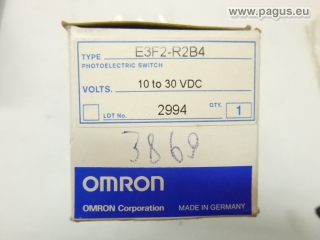 www.pagus.eu
TYPE E3F2-R2B4
PHOTOELECTRIC SWITCH
VOLTS. 10 to 30 VDC
LOT No. 2994 QTY. 1
3869
OMRON
OMRON Corporation MADE IN GERMANY